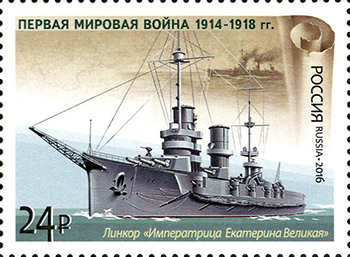 ПЕРВАЯ МИРОВАЯ ВОЙНА 1914-1918 гг.
РОССИЯ
RUSSIA•2016
24₽
Линкор «Императрица Екатерина Великая»